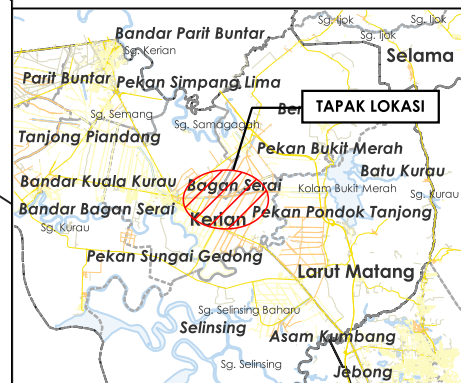 Bandar Parit Buntar
Sg. Kerian
Sg. Ijok
Sg. Ijok
Sg. Ijok
Selama
Parit Buntar
Pekan Simpang Lima
TAPAK LOKASI
Sg. Semang
Sg. Samagagah
Tanjong Piandang
Pekan Bukit Merah
Batu Kurau
Bandar Kuala Kurau
Bagan Serai
Kolam Bukit Merah
Sg. Kurau
Bandar Bagan Serai
Kerian
Pekan Pondok Tanjong
Sg. Kurau
Pekan Sungai Gedong
Larut Matang
Sg. Selinsing Baharu
Selinsing
Asam Kumbang
Sg. Selinsing
Jebong